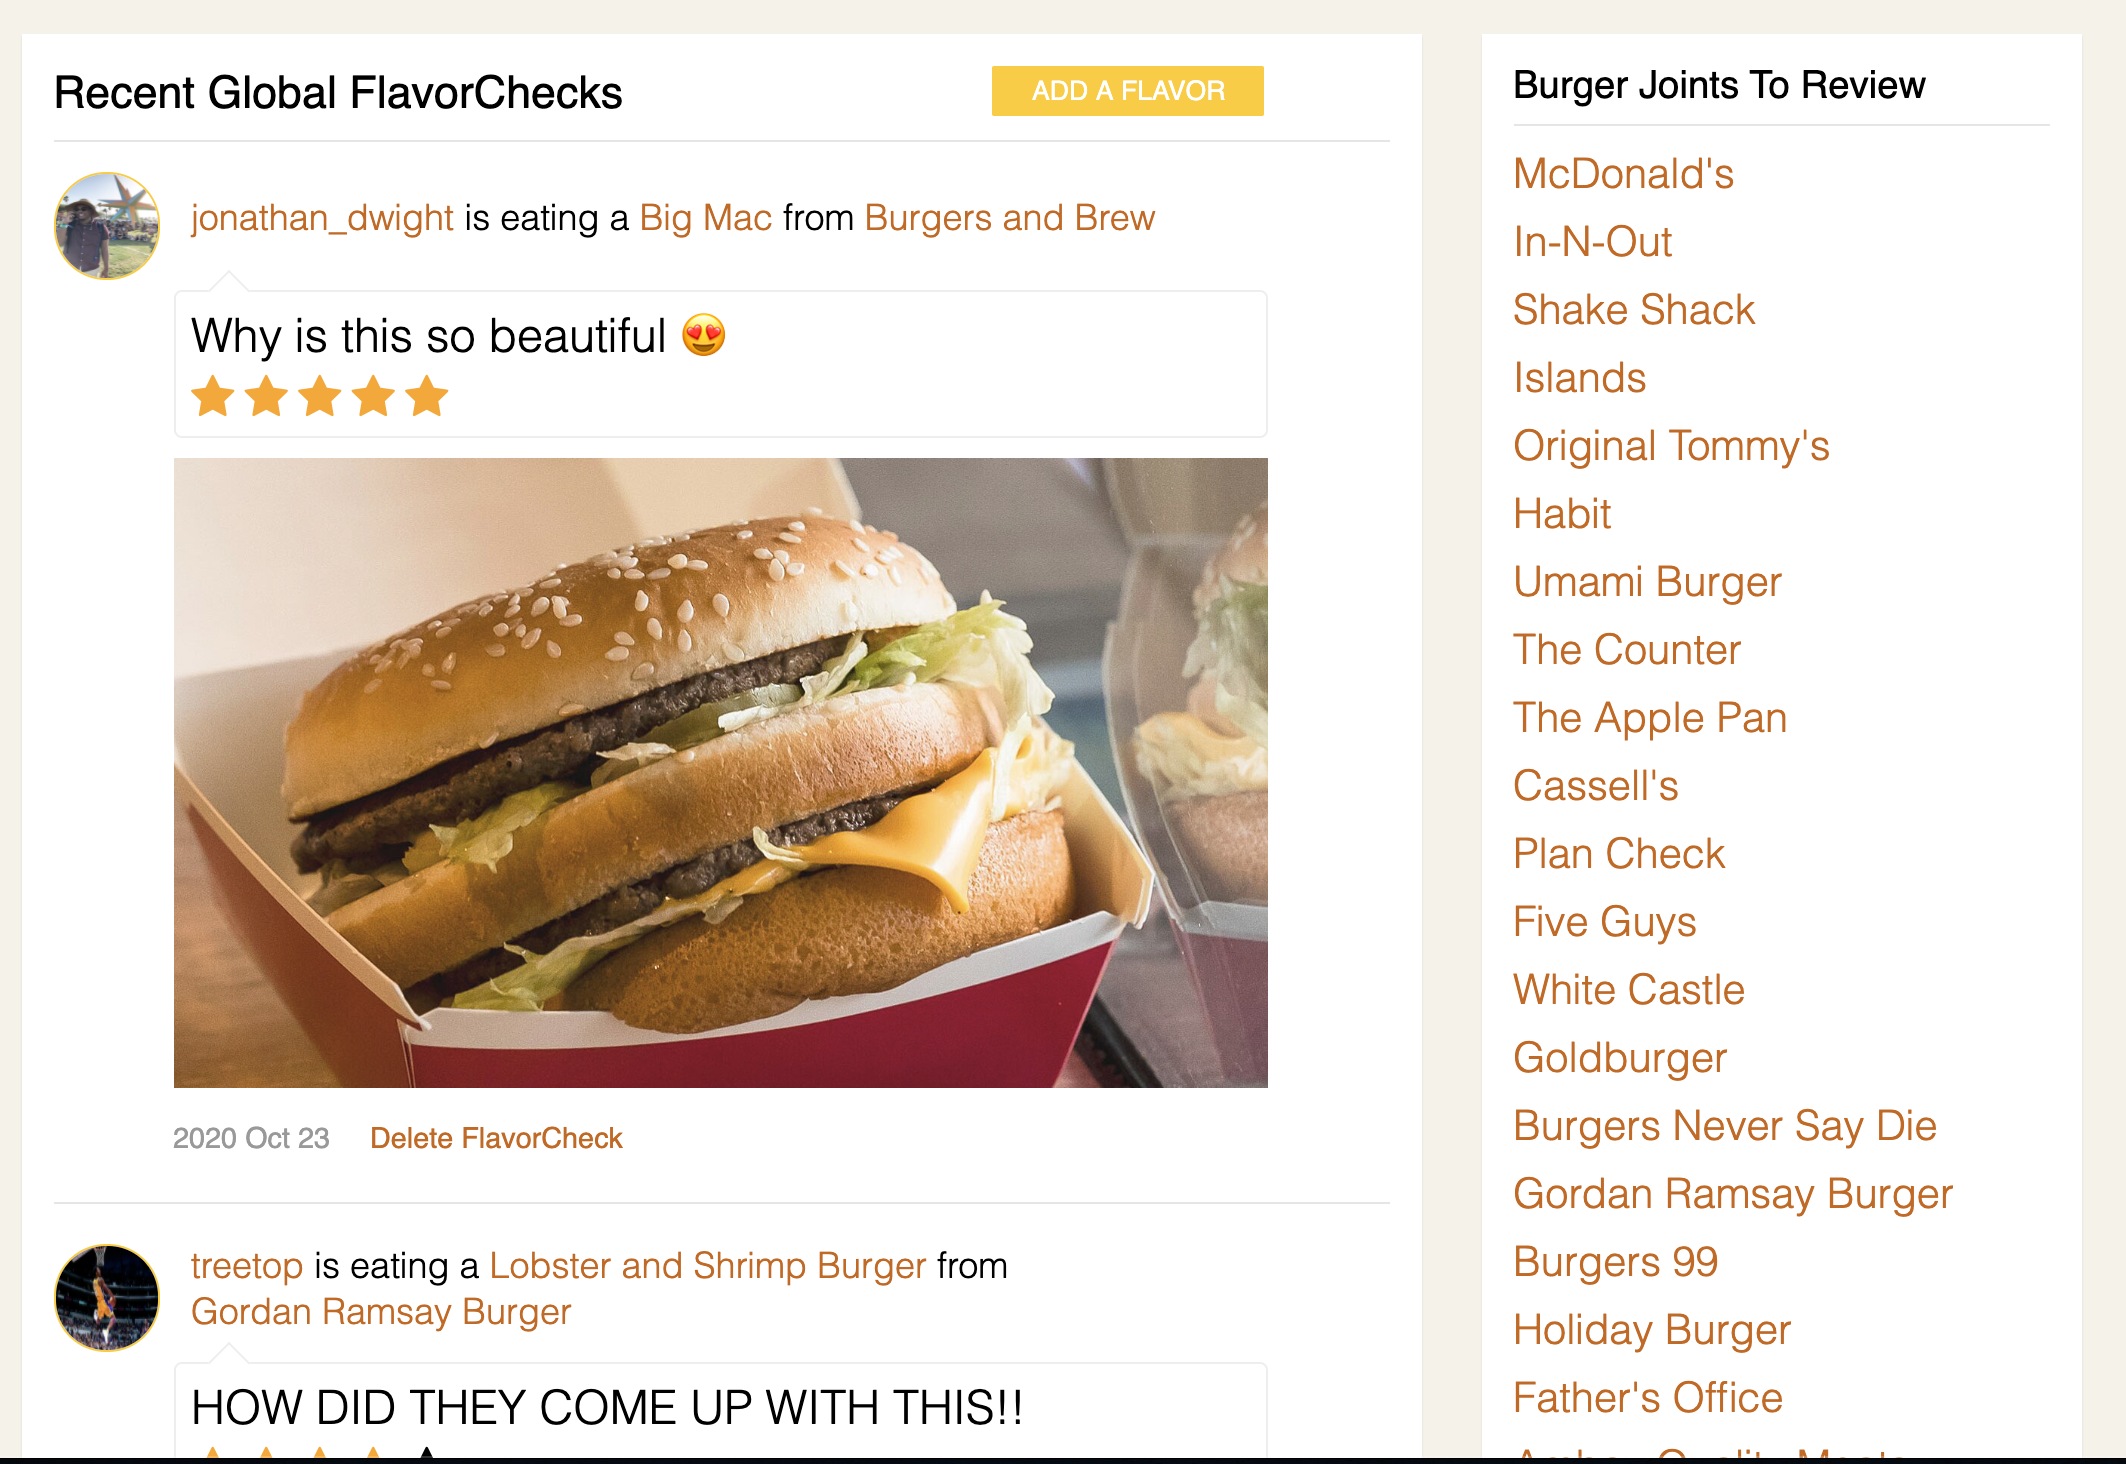 Recent Global FlavorChecks
ADD A FLAVOR
jonathan_dwight is eating a Big Mac from Burgers and Brew
Why is this so beautiful 😍
2020 Oct 23 Delete FlavorCheck
treetop is eating a Lobster and Shrimp Burger from
Gordan Ramsay Burger
HOW DID THEY COME UP WITH THIS!!
Burger Joints To Review
McDonald's
In-N-Out
Shake Shack
Islands
Original Tommy's
Habit
Umami Burger
The Counter
The Apple Pan
Cassell's
Plan Check
Five Guys
White Castle
Goldburger
Burgers Never Say Die
Gordan Ramsay Burger
Burgers 99
Holiday Burger
Father's Office